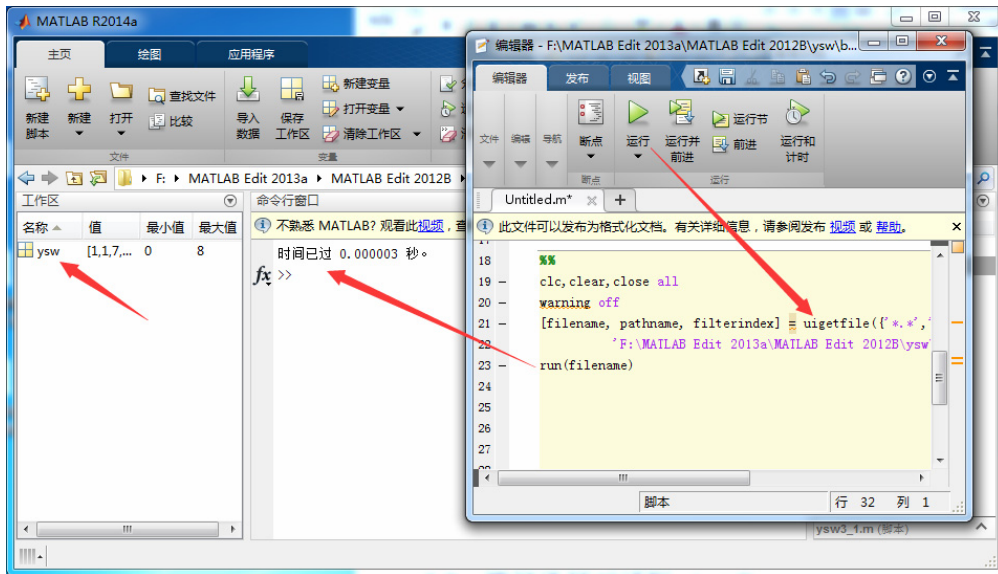 MATLAB R2014a
主页 绘图 应用程序
新建脚本 新建 打开 查找文件 比较
导入数据 保存工作区 新建变量 打开变量 清除工作区
文件 变量
F: MATLAB Edit 2013a MATLAB Edit 2012B
工作区
名称 值 最小值 最大值
ysw [1,1,7,... 0 8
命令行窗口
不熟悉 MATLAB? 观看此视频, 查
时间已过 0.000003 秒。
fx >>
编辑器 - F:\MATLAB Edit 2013a\MATLAB Edit 2012B\ysw\b...
编辑器 发布 视图
文件 编辑 导航 断点 运行 运行并前进 运行节 前进 运行和计时
断点 运行
Untitled.m* × +
此文件可以发布为格式化文档。有关详细信息, 请参阅发布 视频 或 帮助。
18 %%
19 – clc,clear,close all
20 – warning off
21 – [filename, pathname, filterindex] = uigetfile({'*.*','
22 'F:\MATLAB Edit 2013a\MATLAB Edit 2012B\ysw
23 – run(filename)
24
25
26
27
脚本 行 32 列 1
ysw3_1.m (脚本)